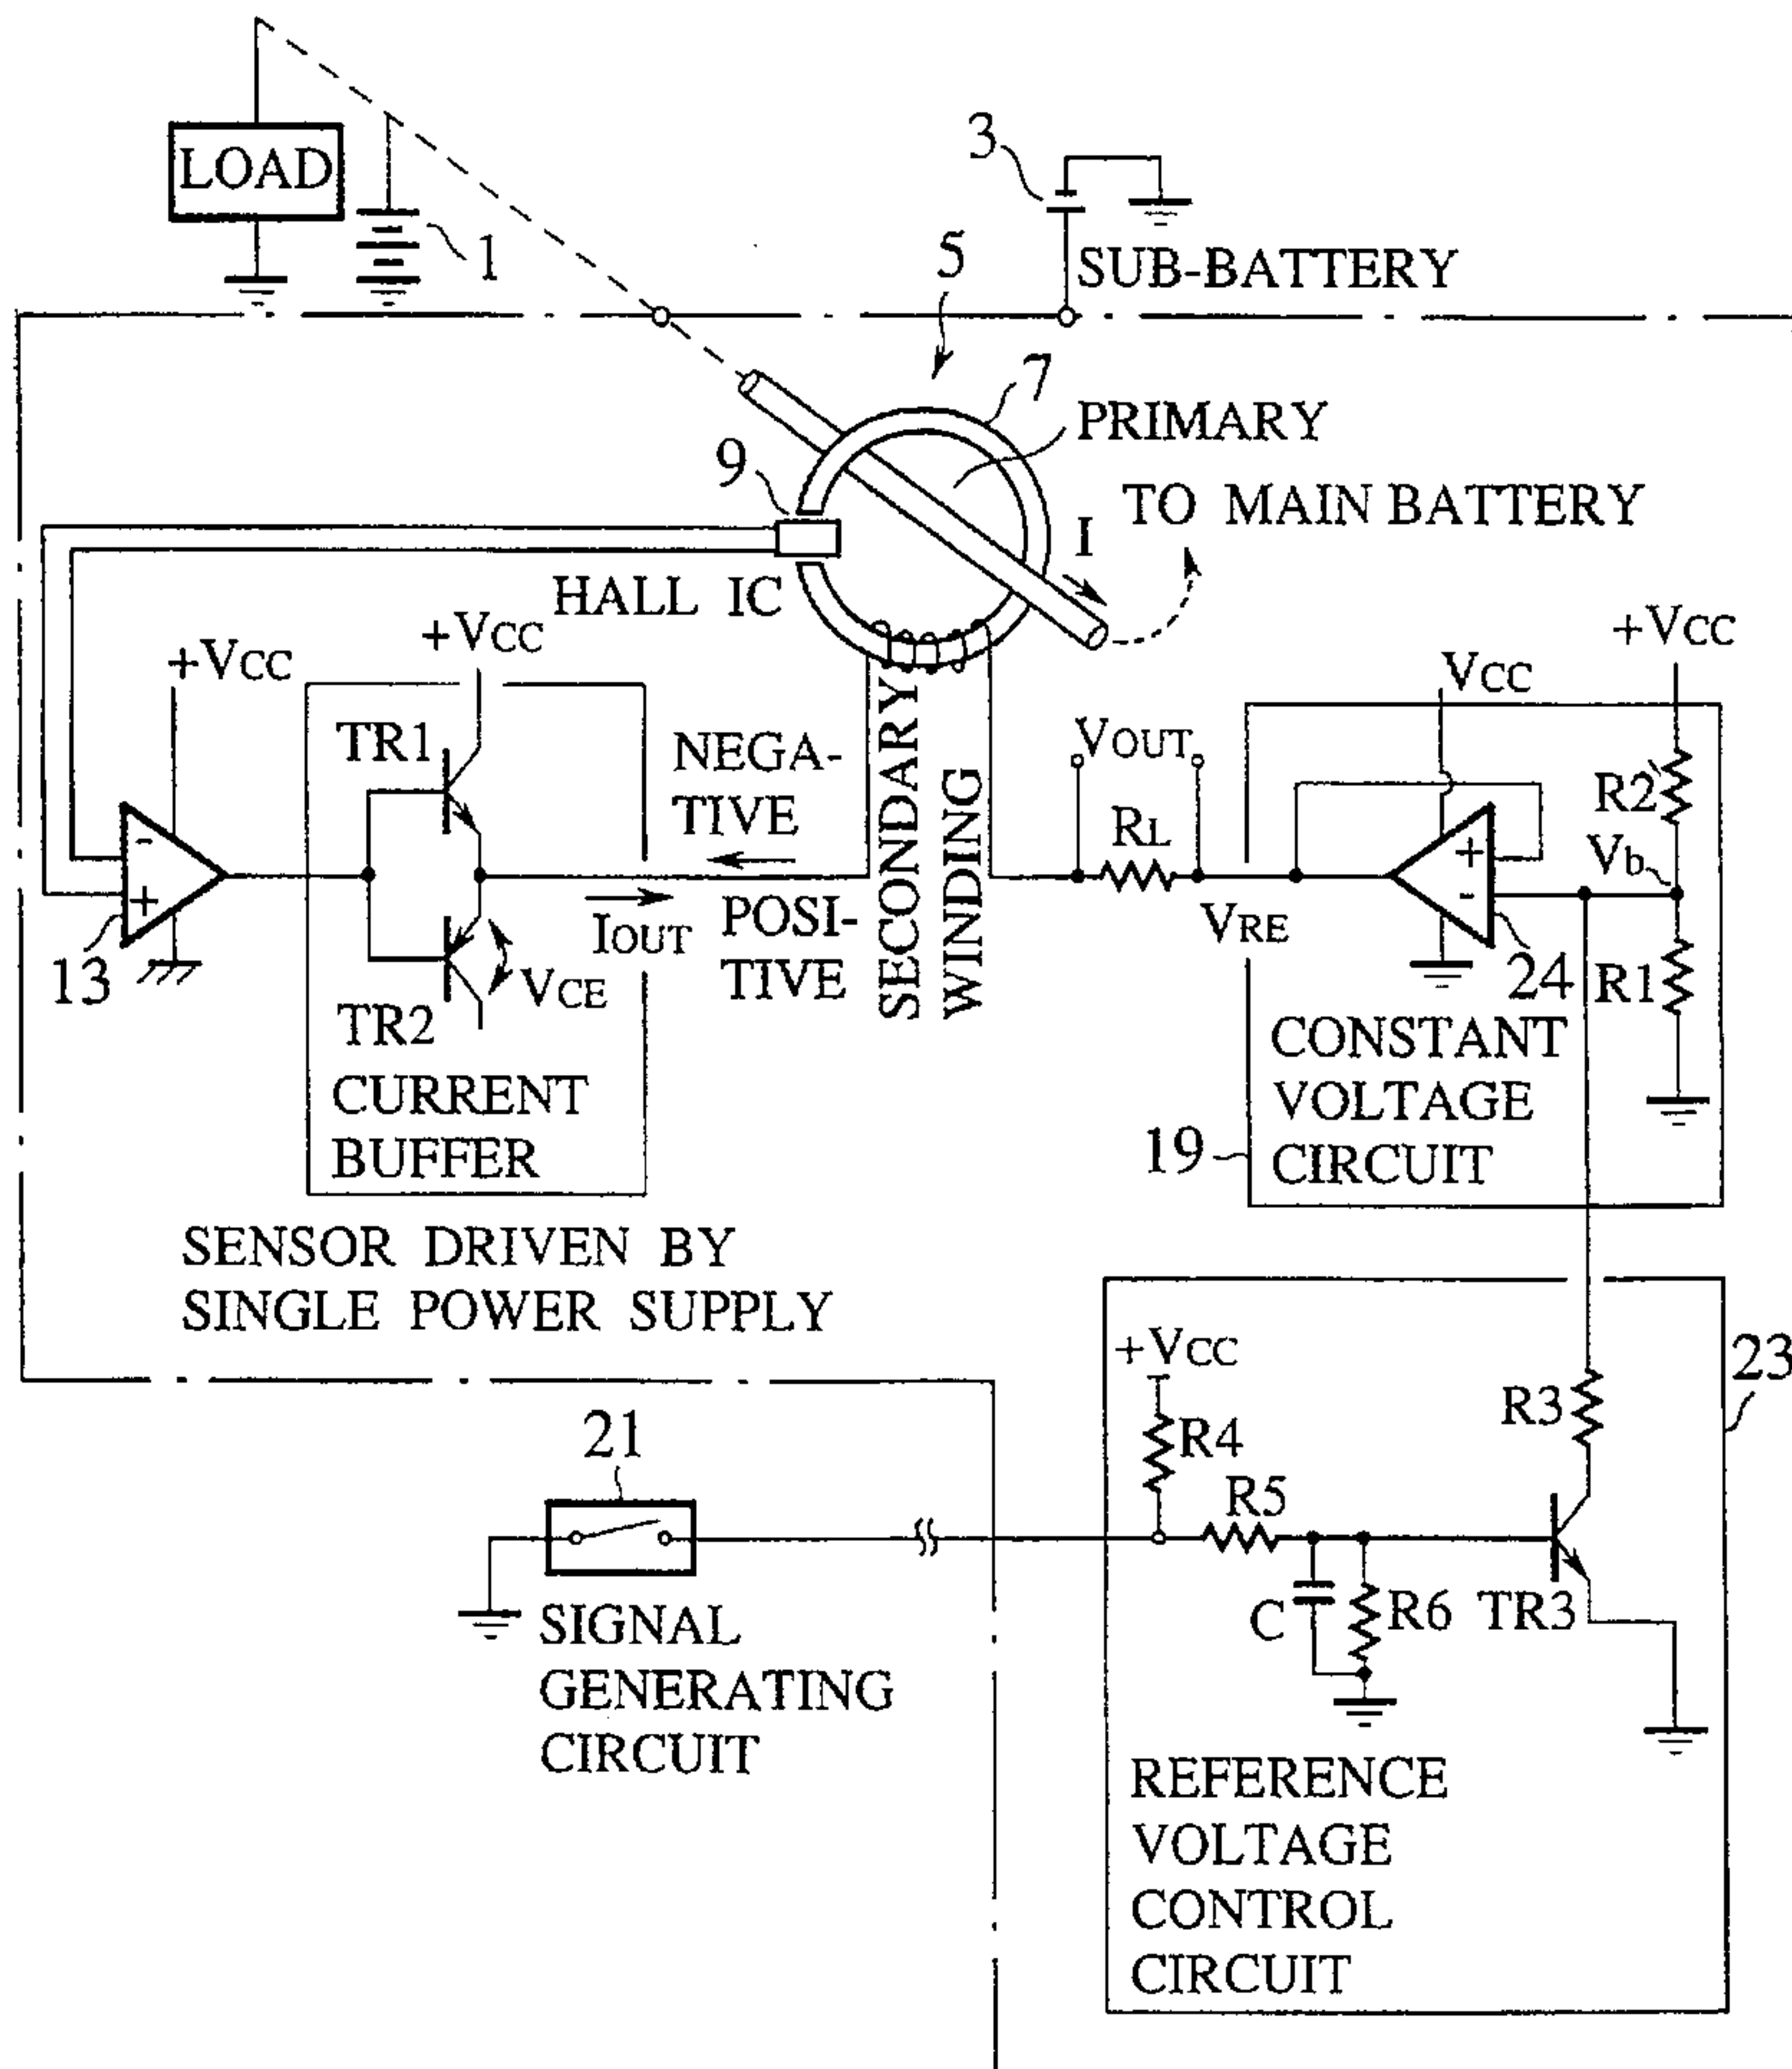 LOAD
1
3
SUB-BATTERY
5
7
PRIMARY
9
TO MAIN BATTERY
I
HALL IC
+VCC
+VCC
+VCC
VCC
TR1
NEGA-
TIVE
SECONDARY
WINDING
VOUT
RL
R2
Vb
-
+
+
-
13
IOUT
POSI-
TIVE
VRE
24
R1
VCE
TR2
CURRENT
BUFFER
CONSTANT
VOLTAGE
CIRCUIT
19
SENSOR DRIVEN BY
SINGLE POWER SUPPLY
+VCC
23
R3
R4
21
R5
C
R6
TR3
SIGNAL
GENERATING
CIRCUIT
REFERENCE
VOLTAGE
CONTROL
CIRCUIT